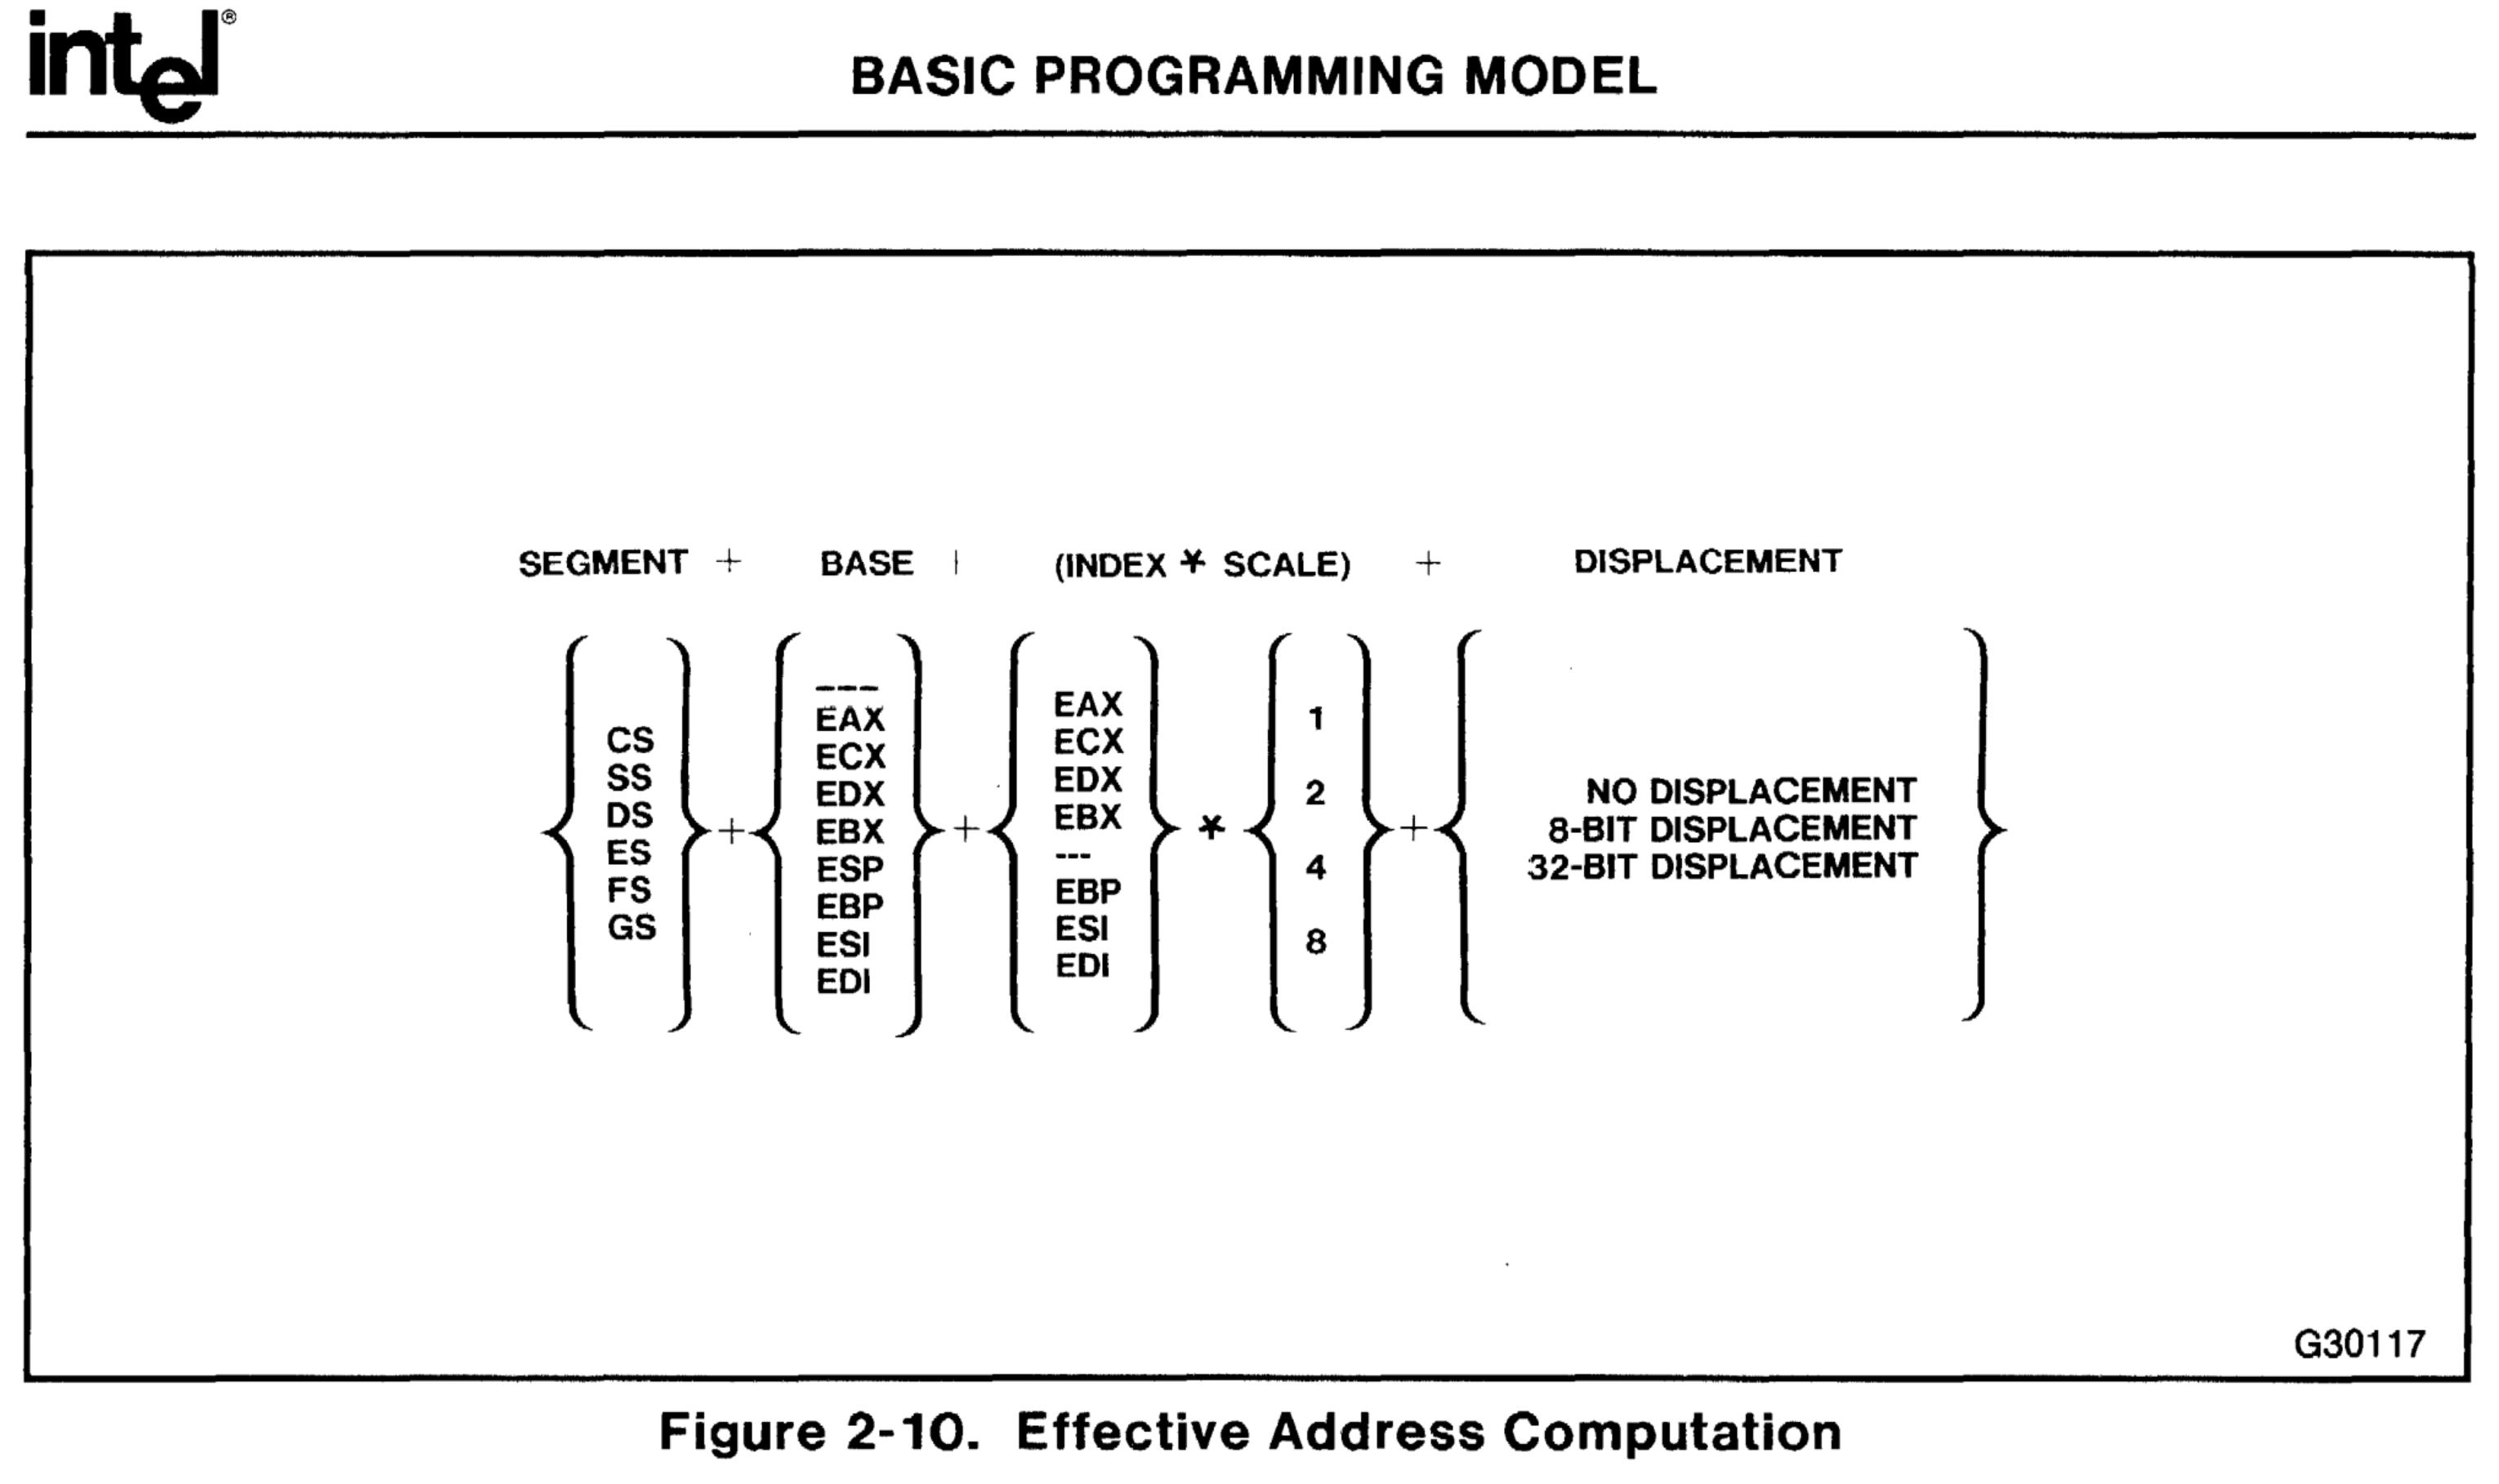 intel®
BASIC PROGRAMMING MODEL
SEGMENT + BASE | (INDEX * SCALE) + DISPLACEMENT
CS
SS
DS
ES
FS
GS
+
---
EAX
ECX
EDX
EBX
ESP
EBP
ESI
EDI
+
EAX
ECX
EDX
EBX
---
EBP
ESI
EDI
*
1
2
4
8
+
NO DISPLACEMENT
8-BIT DISPLACEMENT
32-BIT DISPLACEMENT
G30117
Figure 2-10. Effective Address Computation